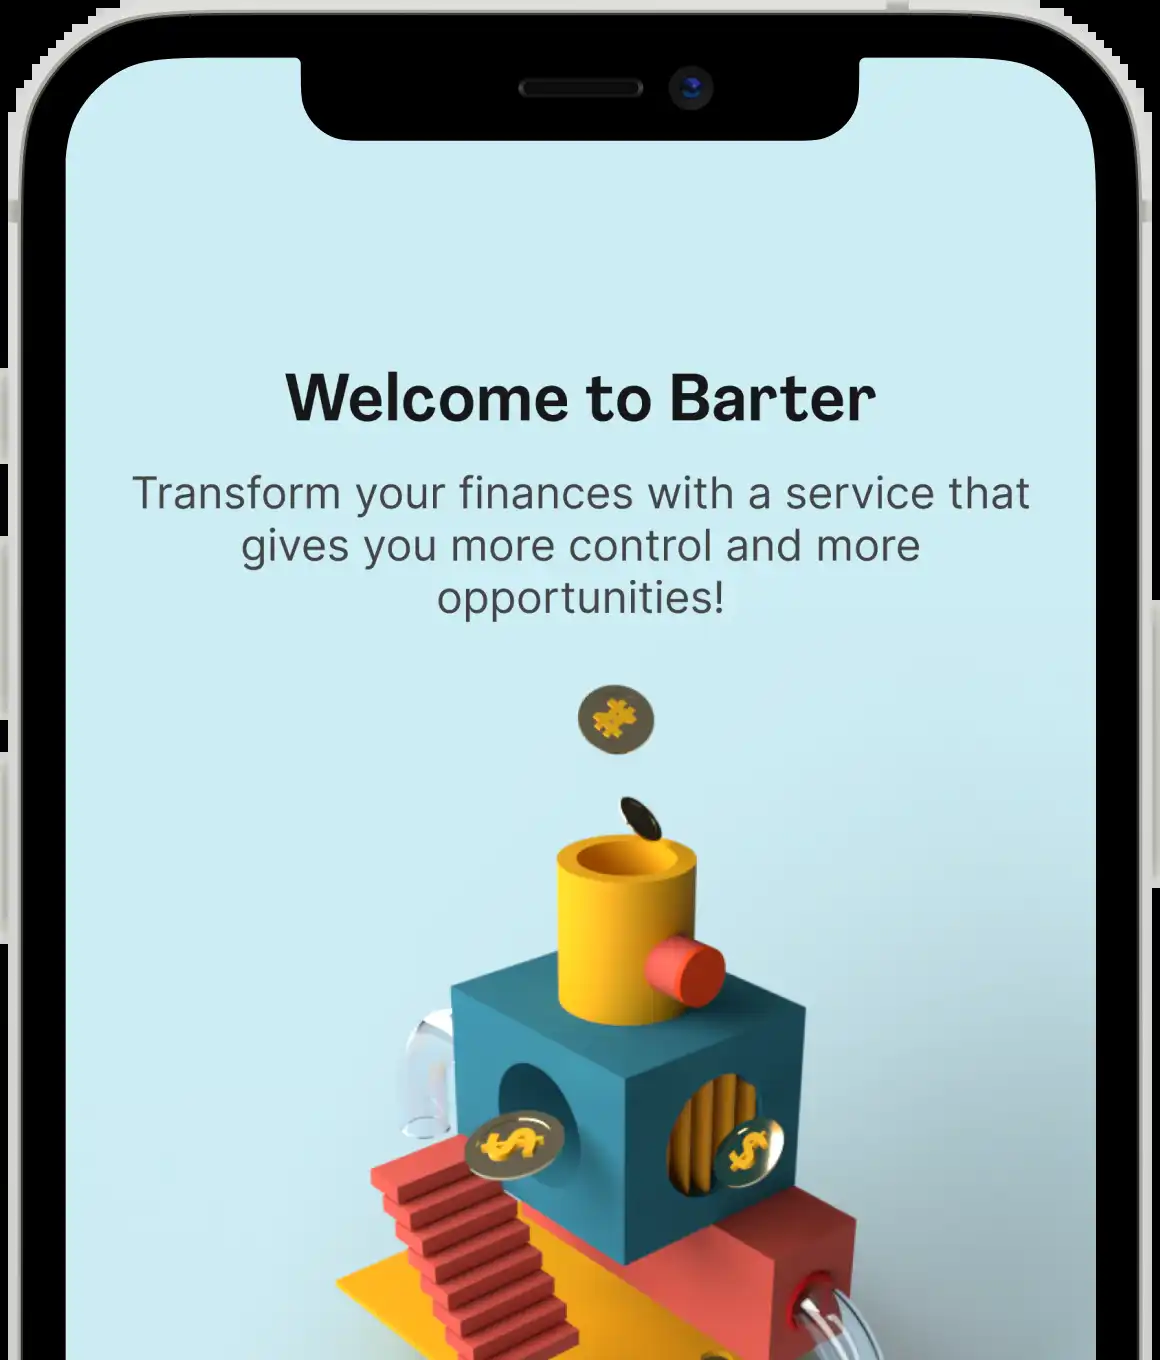 Welcome to Barter
Transform your finances with a service that
gives you more control and more
opportunities!
$
$